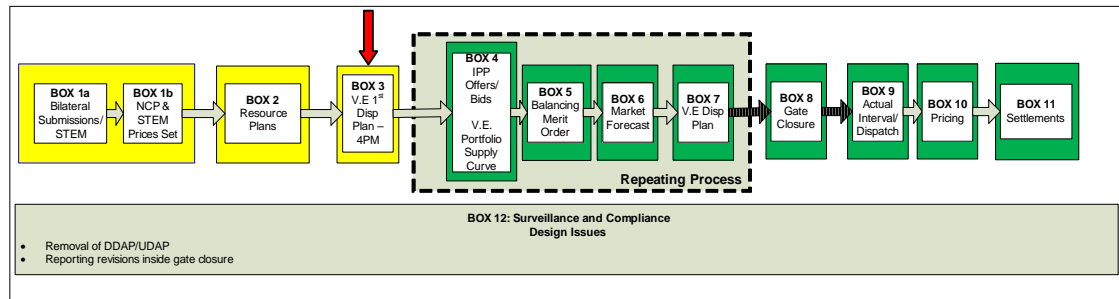 BOX 1a
Bilateral
Submissions/
STEM
BOX 1b
NCP &
STEM
Prices Set
BOX 2
Resource
Plans
BOX 3
V.E 1st
Disp
Plan –
4PM
BOX 4
IPP
Offers/
Bids
V.E.
Portfolio
Supply
Curve
BOX 5
Balancing
Merit
Order
BOX 6
Market
Forecast
BOX 7
V.E Disp
Plan
Repeating Process
BOX 8
Gate
Closure
BOX 9
Actual
Interval/
Dispatch
BOX 10
Pricing
BOX 11
Settlements
BOX 12: Surveillance and Compliance
Design Issues
• Removal of DDAP/UDAP
• Reporting revisions inside gate closure